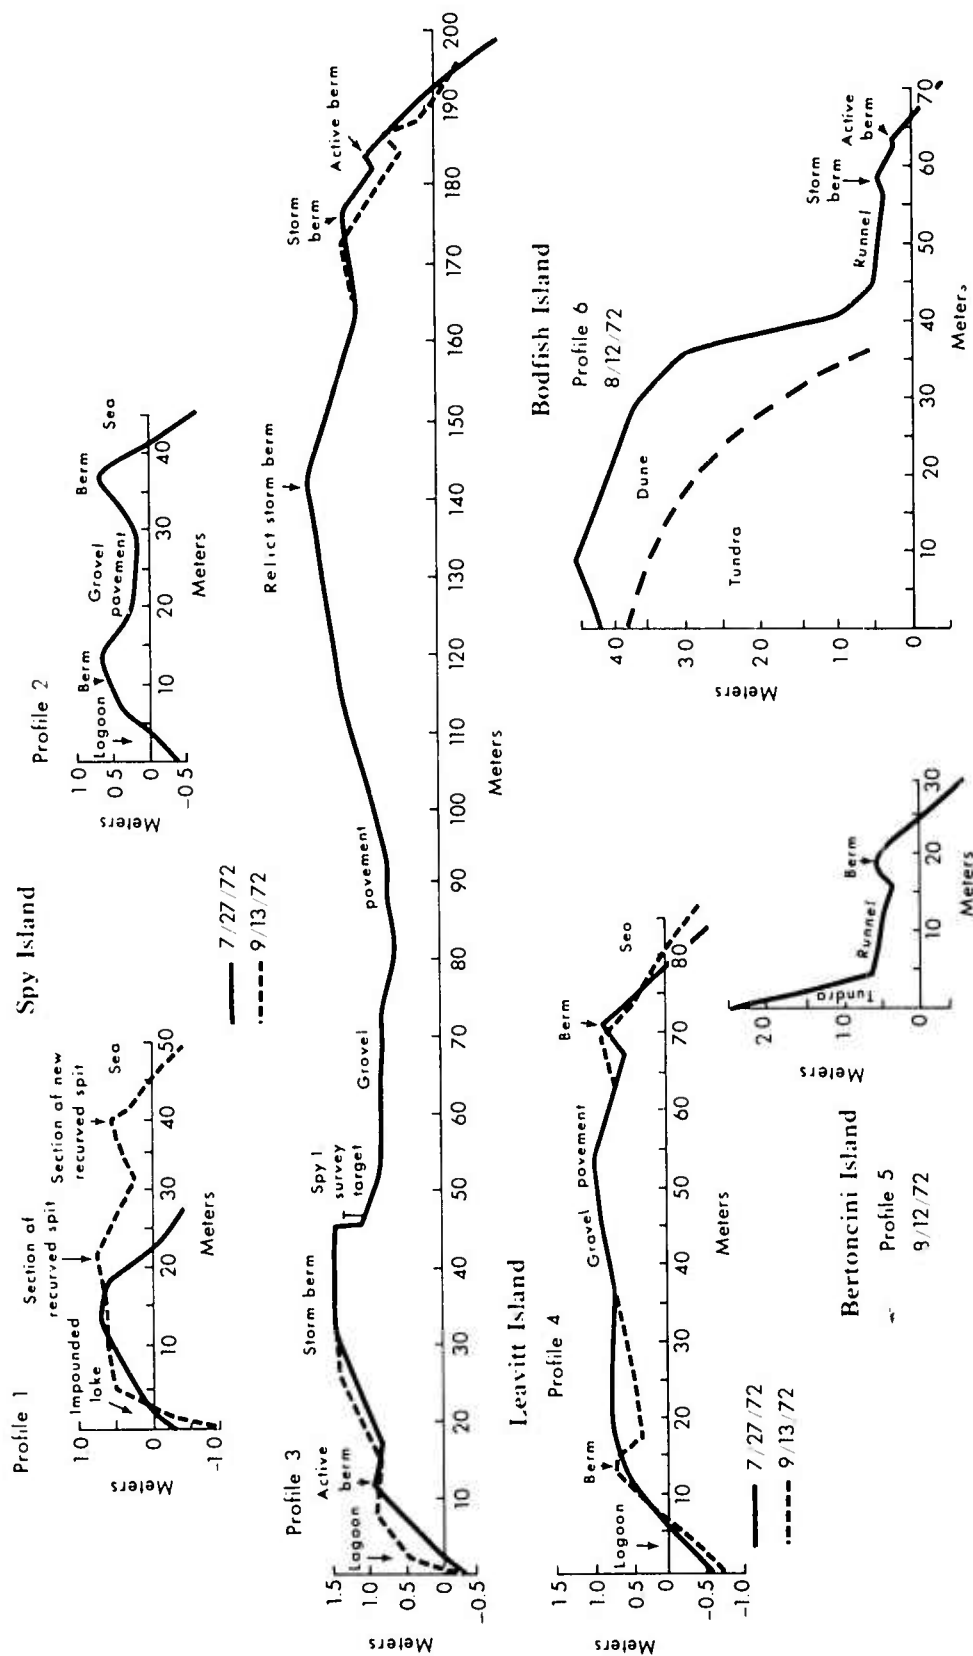 Spy Island
Profile 1
Section of
recurved spit
Section of new
recurved spit
Impounded
lake
Sea
Meters
1 0
0
-1 0
10
20
30
40
50
Meters
7/27/72
9/13/72
Profile 2
Lagoon
Berm
Gravel
pavement
Berm
Sea
Meters
1 0
0 5
0
-0 5
10
20
30
40
Meters
Profile 3
Lagoon
Active
berm
Storm berm
Spy 1
survey
target
Gravel
pavement
Relict storm berm
Storm
berm
Active berm
Meters
1.5
1.0
0.5
0
-0.5
10
20
30
40
50
60
70
80
90
100
110
120
130
140
150
160
170
180
190
200
Meters
Leavitt Island
Profile 4
Lagoon
Berm
Gravel
pavement
Berm
Sea
Meters
1 5
1.0
0.5
0
-0.5
-1.0
10
20
30
40
50
60
70
80
Meters
7/27/72
9/13/72
Bertoncini Island
Profile 5
8/12/72
Tundra
Runnel
Berm
Meters
2 0
1 0
0
10
20
30
Meters
Bodfish Island
Profile 6
8/12/72
Dune
Tundra
Runnel
Storm
berm
Active
berm
Meters
4 0
3 0
2 0
1 0
0
10
20
30
40
50
60
70
Meters